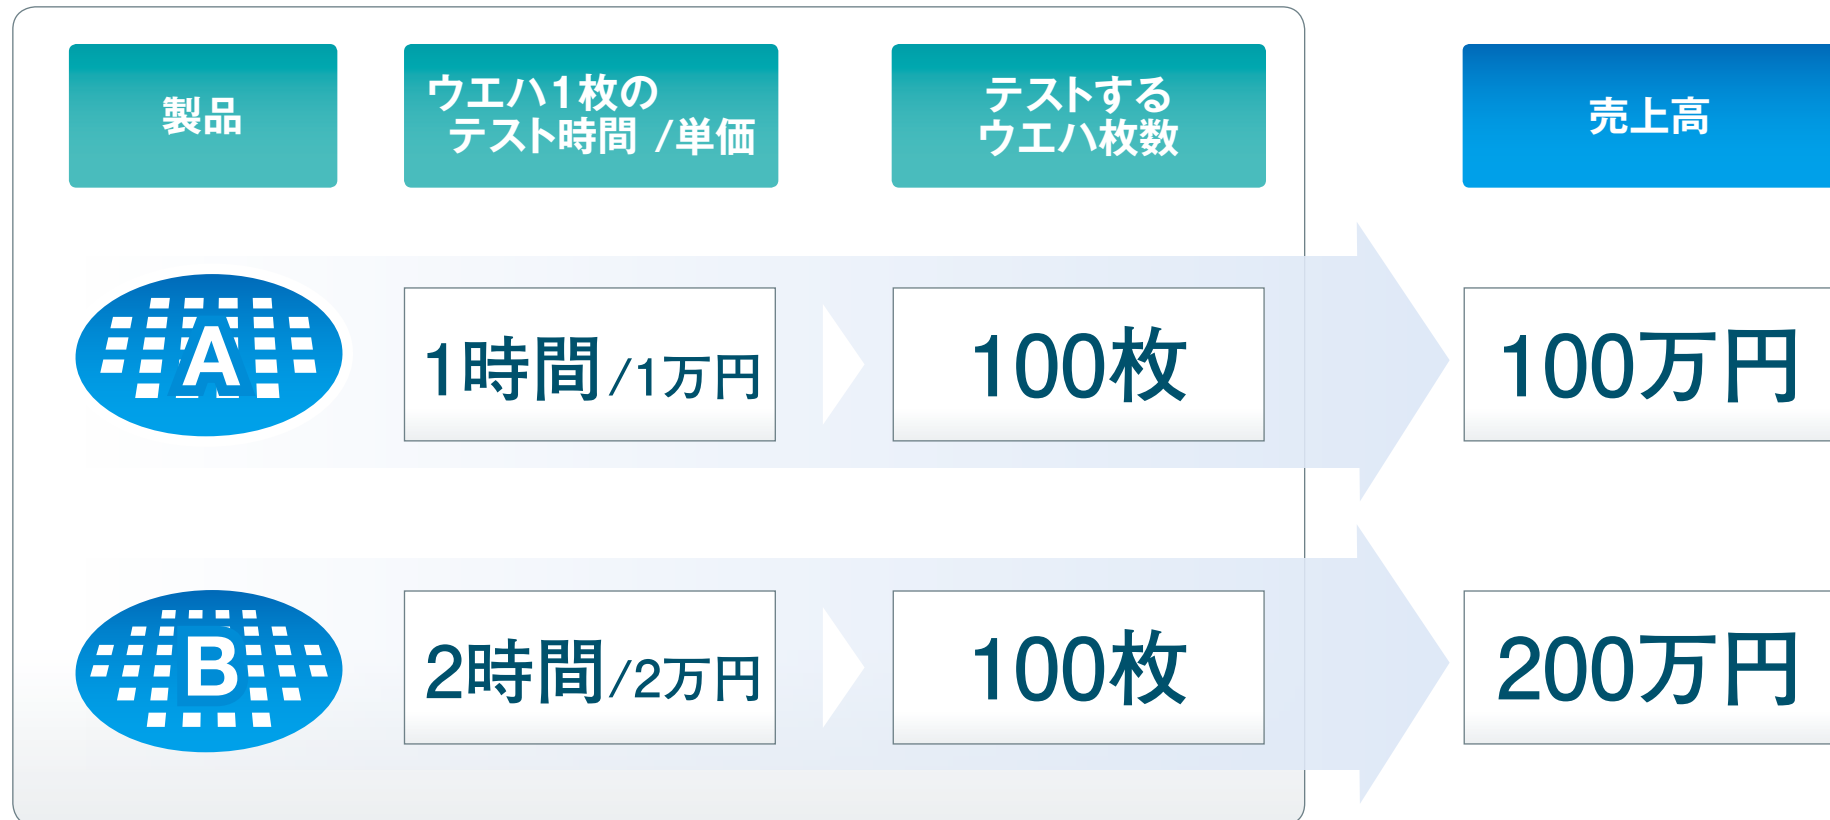 製品
ウエハ1枚の
テスト時間 /単価
テストする
ウエハ枚数
売上高
A
1時間/1万円
100枚
100万円
B
2時間/2万円
100枚
200万円